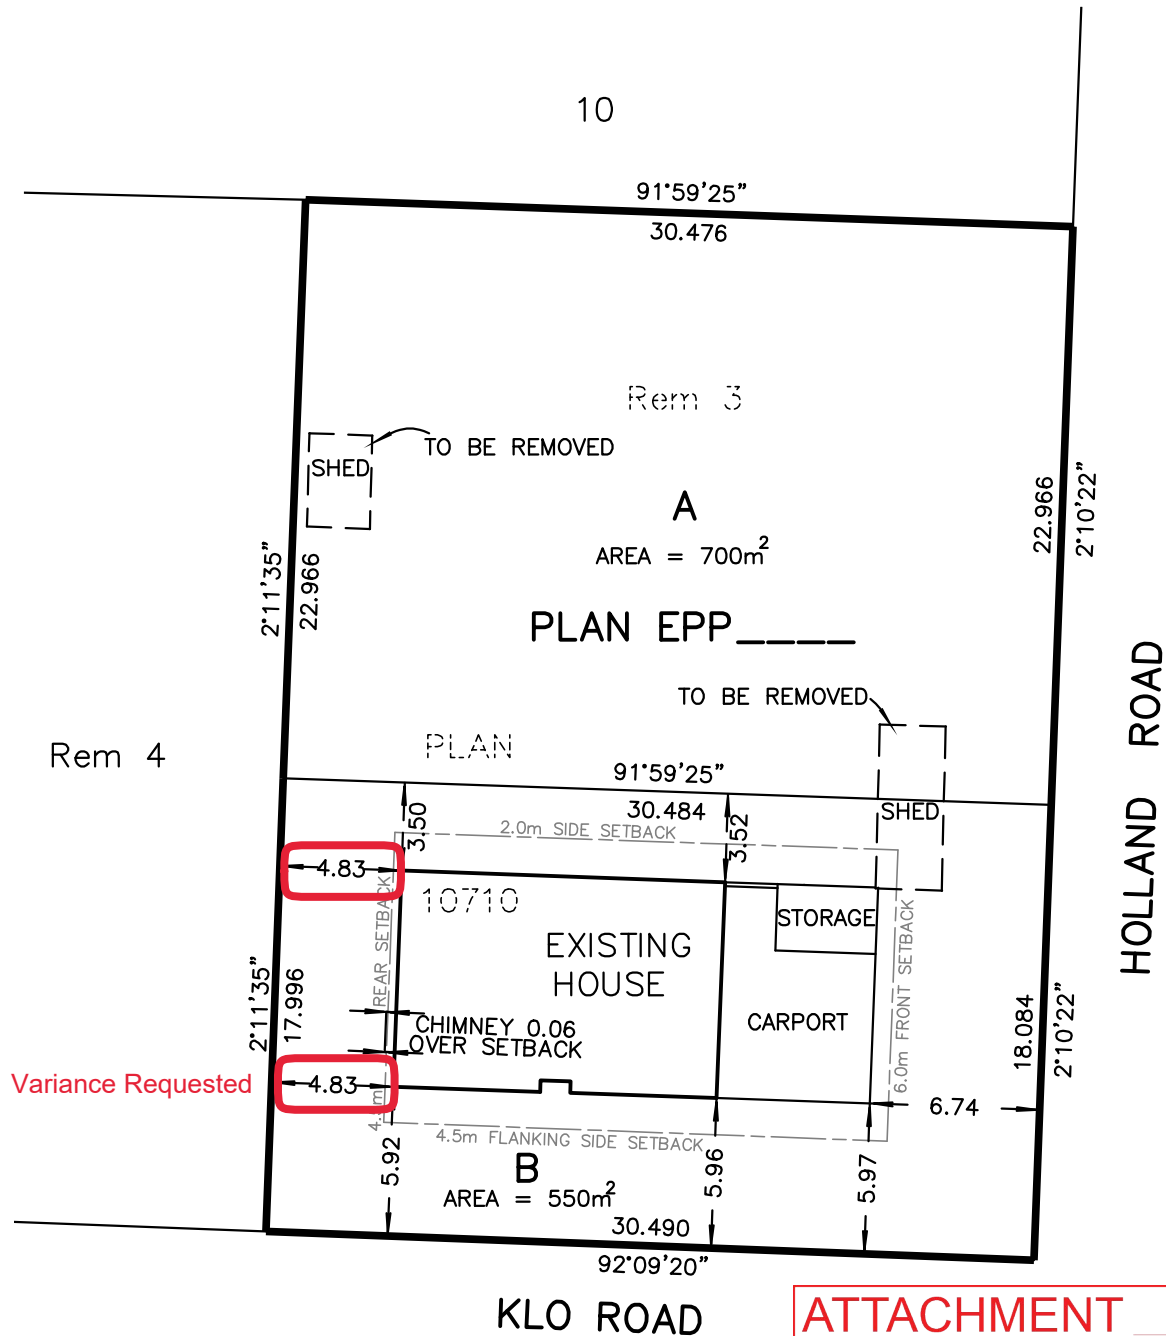 10
91°59'25"
30.476
Rem 3
TO BE REMOVED
SHED
A
AREA = 700m²
22.966
2°10'22"
2°11'35"
22.966
PLAN EPP____
TO BE REMOVED
HOLLAND ROAD
Rem 4
PLAN
91°59'25"
30.484
SHED
3.50
2.0m SIDE SETBACK
3.52
4.83
10710
STORAGE
REAR SETBACK
EXISTING
HOUSE
6.0m FRONT SETBACK
2°11'35"
17.996
CHIMNEY 0.06
OVER SETBACK
CARPORT
18.084
2°10'22"
Variance Requested
4.83
6.74
4.5m FLANKING SIDE SETBACK
5.92
B
5.96
5.97
AREA = 550m²
30.490
92°09'20"
KLO ROAD
ATTACHMENT